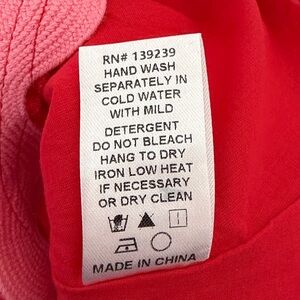 RN# 139239
HAND WASH
SEPARATELY IN
COLD WATER
WITH MILD
DETERGENT
DO NOT BLEACH
HANG TO DRY
IRON LOW HEAT
IF NECESSARY
OR DRY CLEAN
MADE IN CHINA